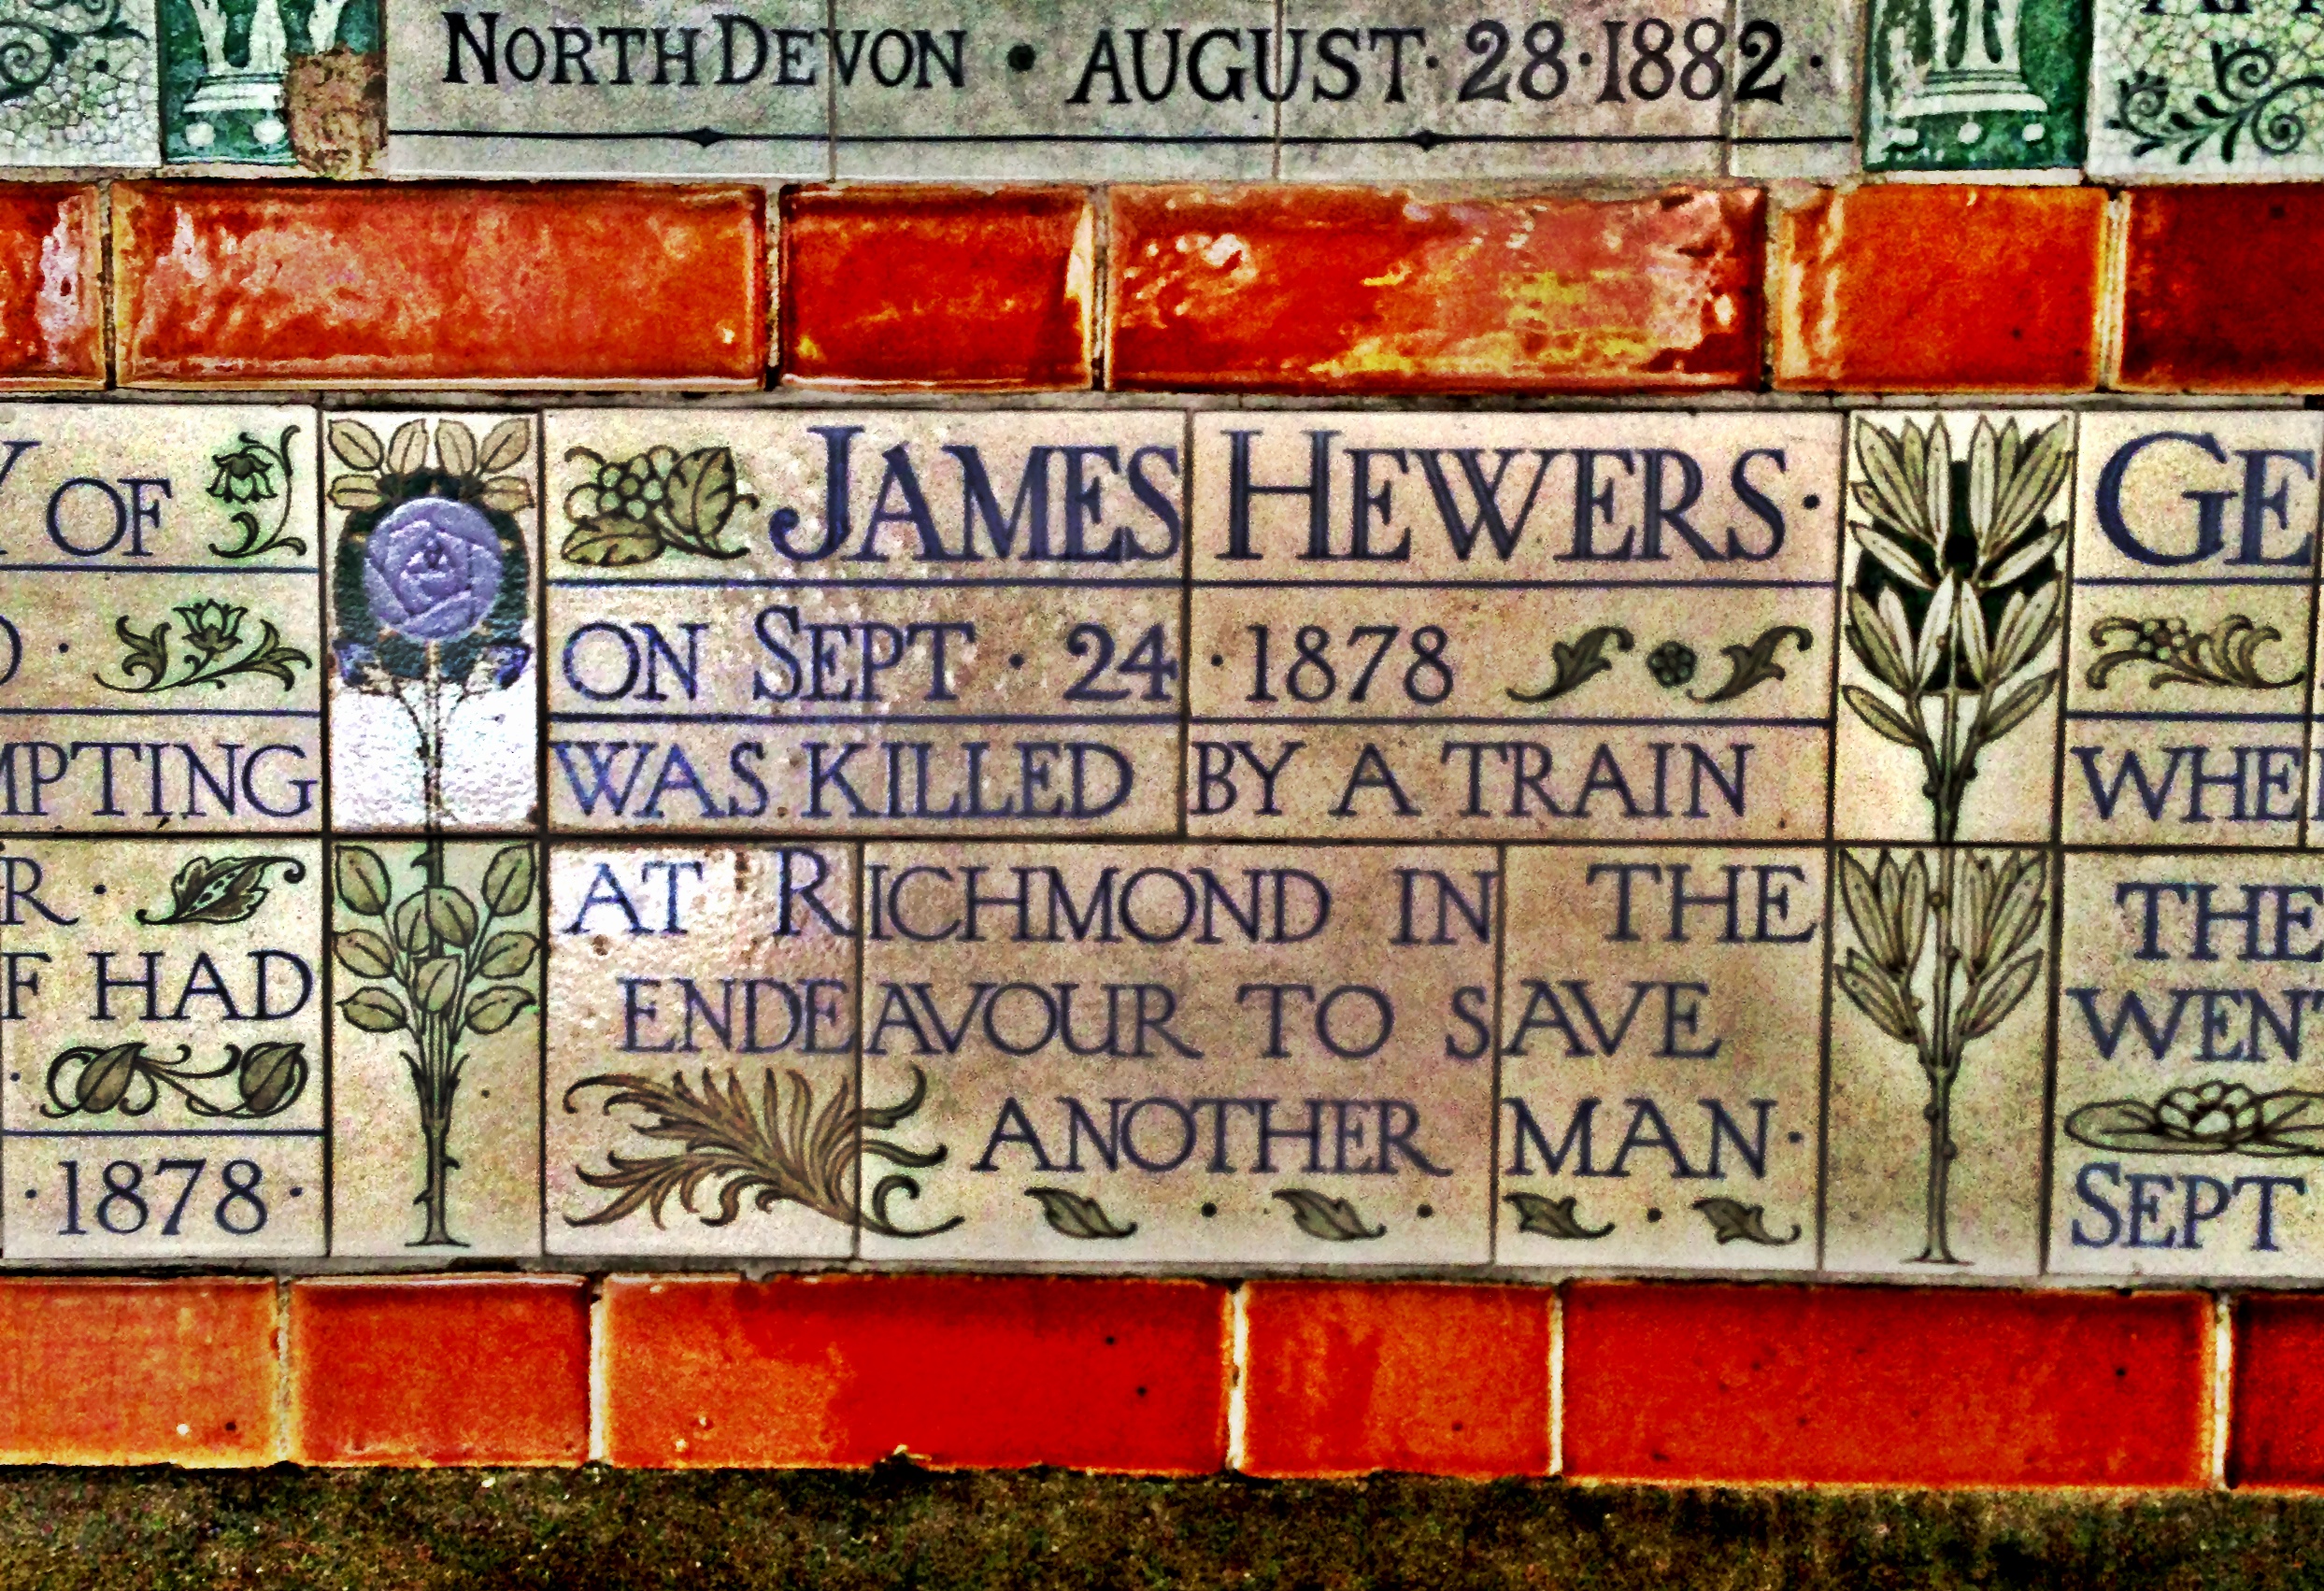 NORTH DEVON • AUGUST · 28 · 1882 ·
OF
JAMES HEWERS ·
ON SEPT · 24 · 1878
WAS KILLED BY A TRAIN
AT RICHMOND IN THE
ENDEAVOUR TO SAVE
ANOTHER MAN ·
MPTING
R ·
F HAD
· 1878 ·
GE
WHE
THE
WEN
SEPT